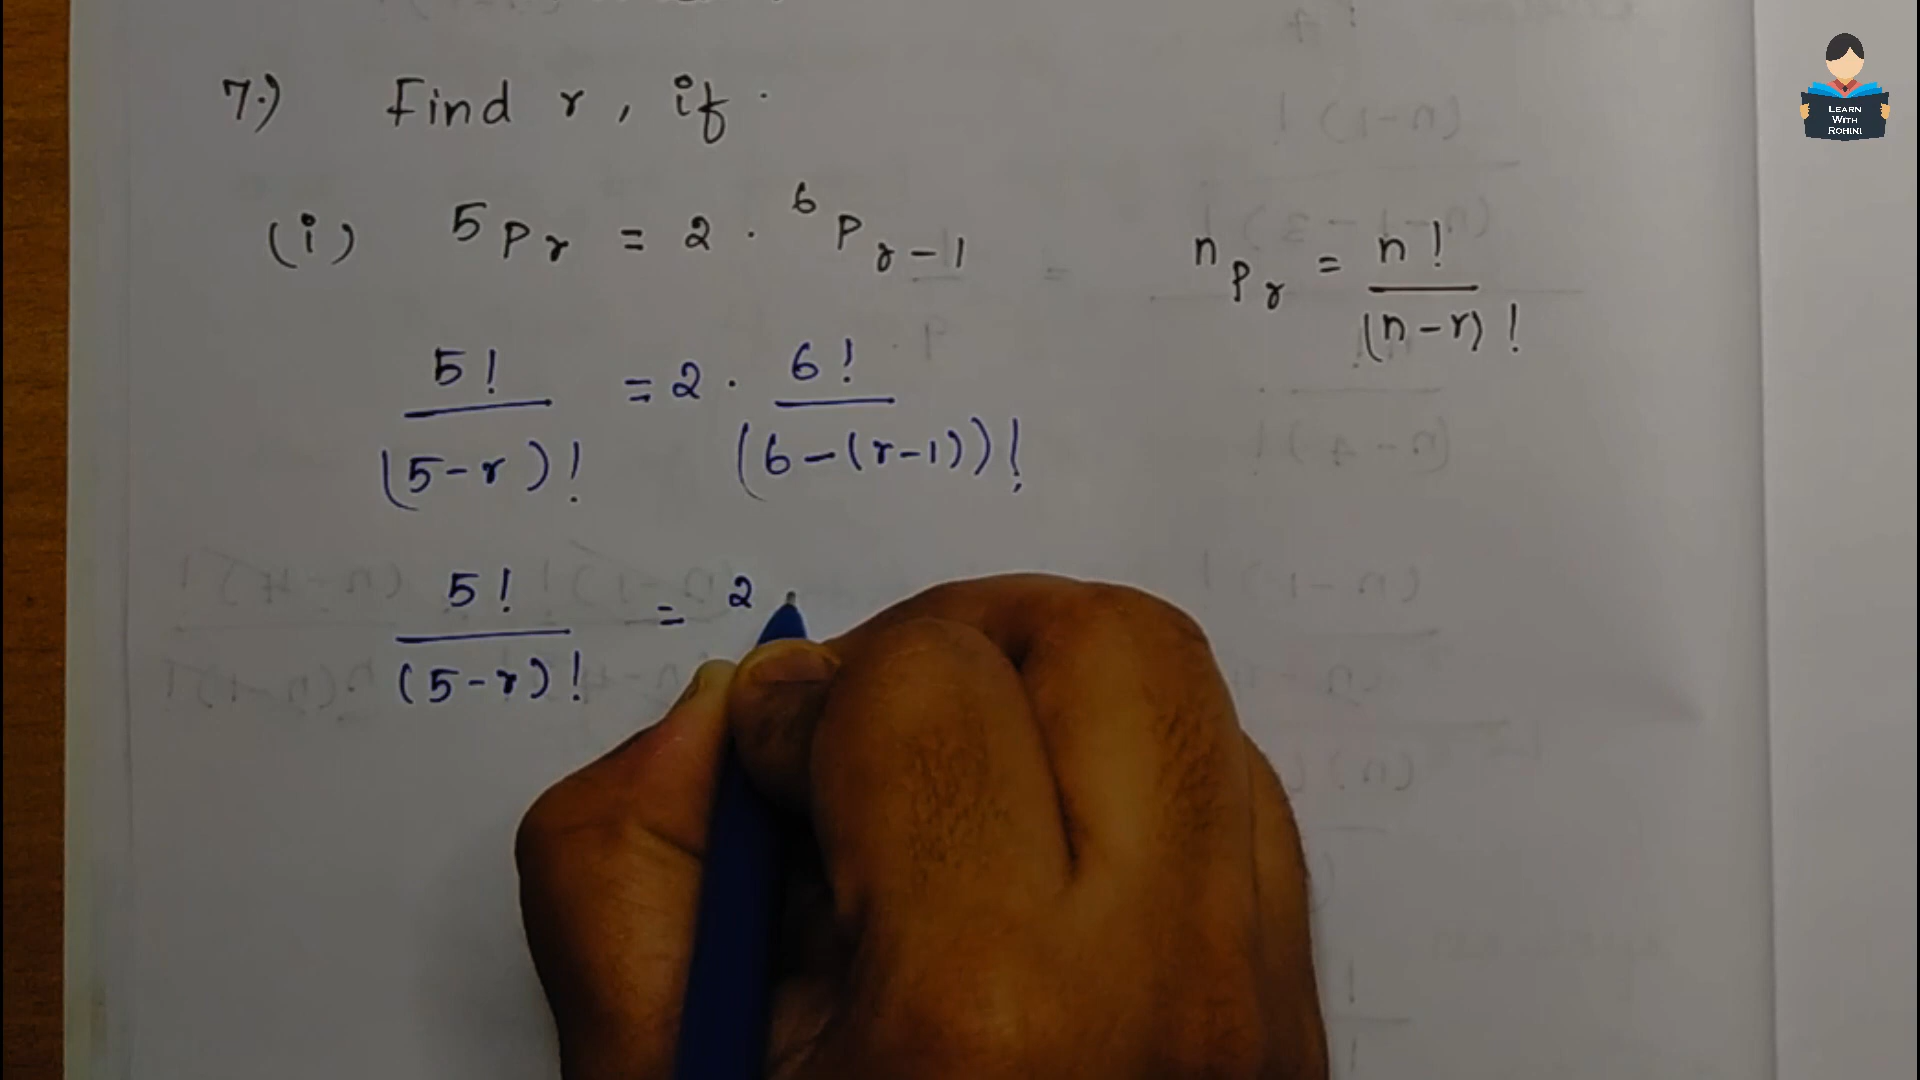 7.) Find r, if
(i) 5Pr = 2 · 6Pr-1
nPr = n! / (n-r)!
5! / (5-r)! = 2 · 6! / (6-(r-1))!
5! / (5-r)! = 2
LEARN
WITH
ROHINI